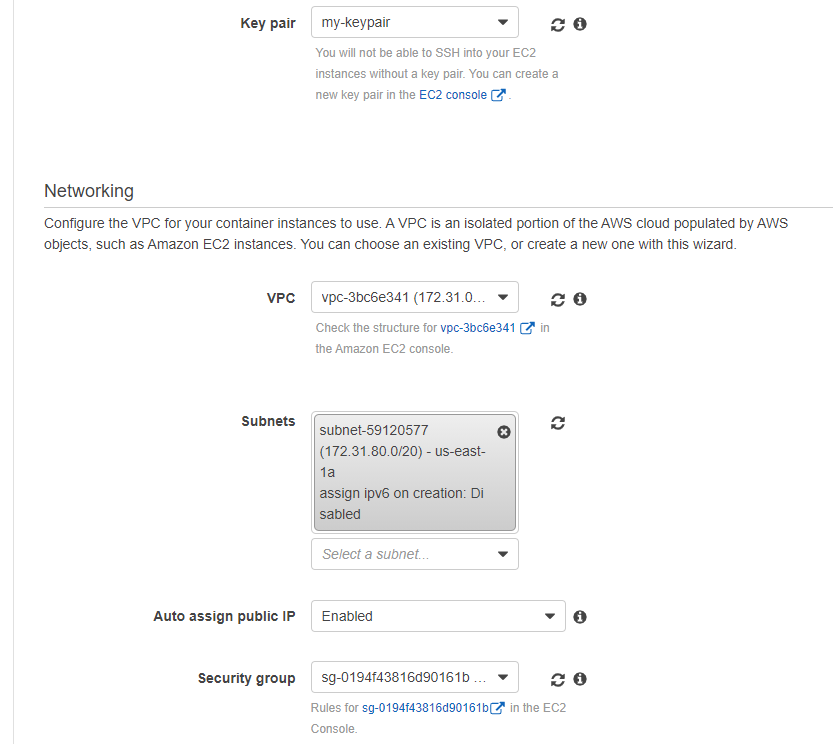 Key pair
my-keypair
You will not be able to SSH into your EC2
instances without a key pair. You can create a
new key pair in the EC2 console .
Networking
Configure the VPC for your container instances to use. A VPC is an isolated portion of the AWS cloud populated by AWS
objects, such as Amazon EC2 instances. You can choose an existing VPC, or create a new one with this wizard.
VPC
vpc-3bc6e341 (172.31.0...
Check the structure for vpc-3bc6e341 in
the Amazon EC2 console.
Subnets
subnet-59120577
(172.31.80.0/20) - us-east-
1a
assign ipv6 on creation: Di
sabled
Select a subnet...
Auto assign public IP
Enabled
Security group
sg-0194f43816d90161b ...
Rules for sg-0194f43816d90161b in the EC2
Console.